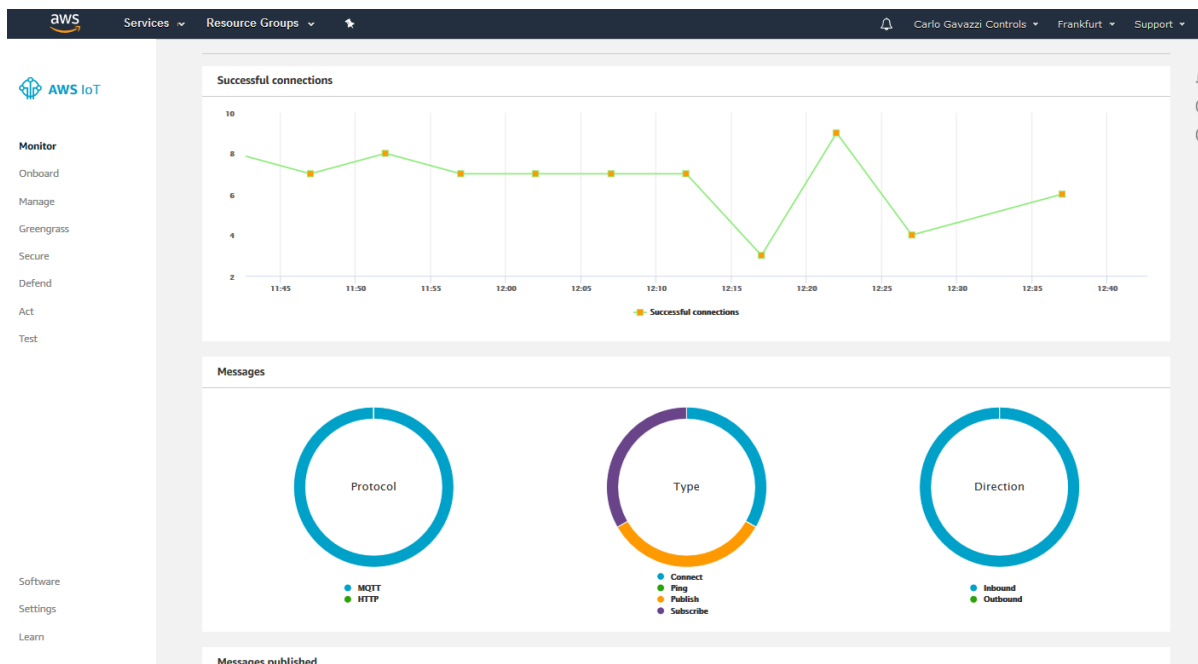 aws Services Resource Groups Carlo Gavazzi Controls Frankfurt Support
AWS IoT
Monitor
Onboard
Manage
Greengrass
Secure
Defend
Act
Test
Software
Settings
Learn
Successful connections
10
8
6
4
2
11:45 11:50 11:55 12:00 12:05 12:10 12:15 12:20 12:25 12:30 12:35 12:40
Successful connections
Messages
Protocol
MQTT
HTTP
Type
Connect
Ping
Publish
Subscribe
Direction
Inbound
Outbound
Messages published